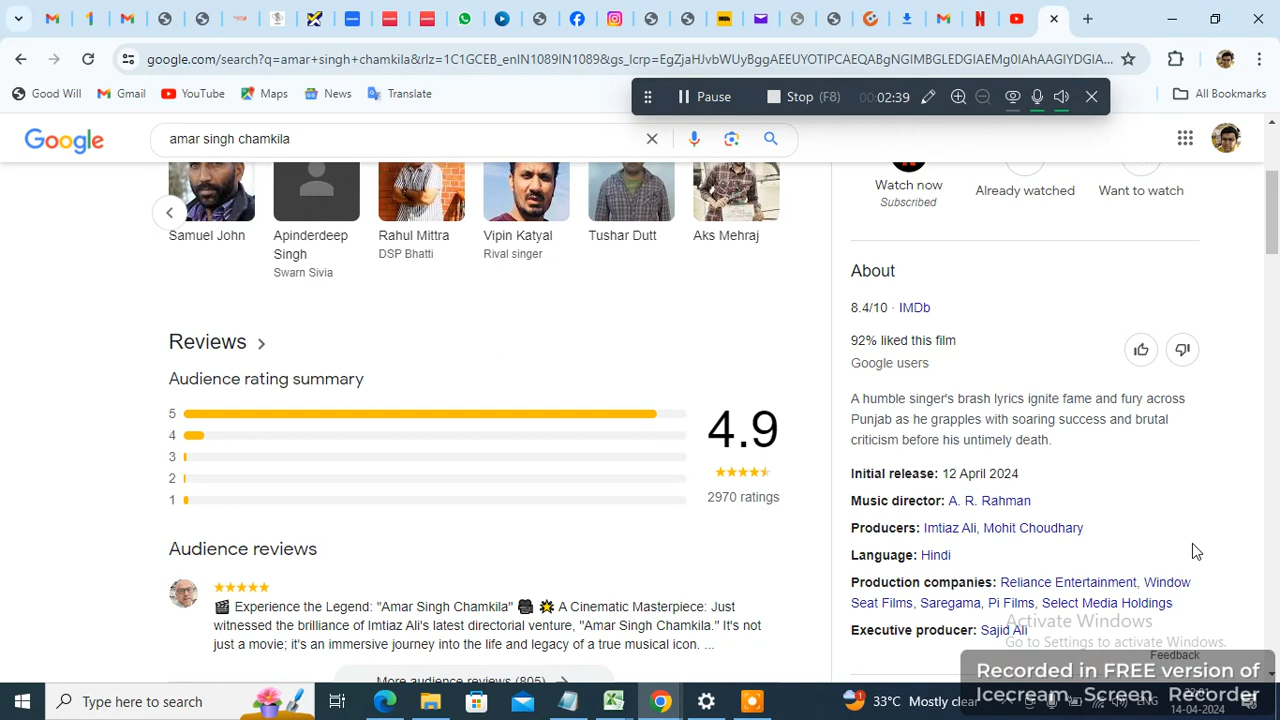 google.com/search?q=amar+singh+chamkila&rlz=1C1GCEB_enIN1089IN1089&gs_lcrp=EgZjaHJvbWUyBggAEEUYOTIPCAEQABgNGIMBGLEDGIAEMg0IAhAAGIYDGIA...
Good Will
Gmail
YouTube
Maps
News
Translate
Pause
Stop (F8)
00:02:39
All Bookmarks
Google
amar singh chamkila
Samuel John
Apinderdeep
Singh
Swarn Sivia
Rahul Mittra
DSP Bhatti
Vipin Katyal
Rival singer
Tushar Dutt
Aks Mehraj
Reviews
Audience rating summary
5
4
3
2
1
4.9
2970 ratings
Audience reviews
Experience the Legend: "Amar Singh Chamkila" A Cinematic Masterpiece: Just
witnessed the brilliance of Imtiaz Ali's latest directorial venture, "Amar Singh Chamkila." It's not
just a movie; it's an immersive journey into the life and legacy of a true musical icon. ...
More audience reviews (805)
Watch now
Subscribed
Already watched
Want to watch
About
8.4/10 · IMDb
92% liked this film
Google users
A humble singer's brash lyrics ignite fame and fury across
Punjab as he grapples with soaring success and brutal
criticism before his untimely death.
Initial release: 12 April 2024
Music director: A. R. Rahman
Producers: Imtiaz Ali, Mohit Choudhary
Language: Hindi
Production companies: Reliance Entertainment, Window
Seat Films, Saregama, Pi Films, Select Media Holdings
Executive producer: Sajid Ali
Activate Windows
Go to Settings to activate Windows.
Feedback
Recorded in FREE version of
Icecream Screen Recorder
Type here to search
33°C Mostly clear
ENG
14-04-2024